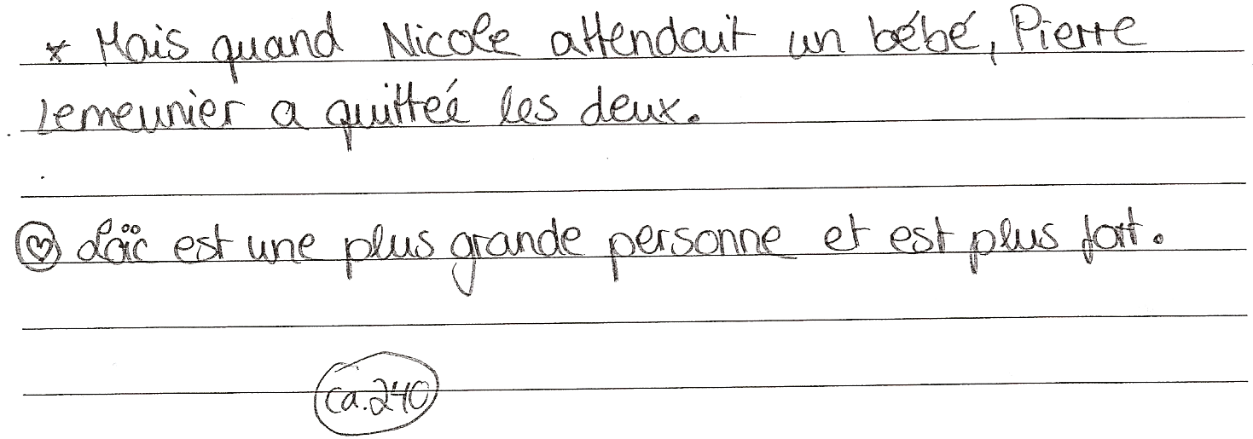 * Mais quand Nicole attendait un bébé, Pierre
Lemeunier a quitteé les deux.
♡ Loïc est une plus grande personne et est plus fort.
ca. 240